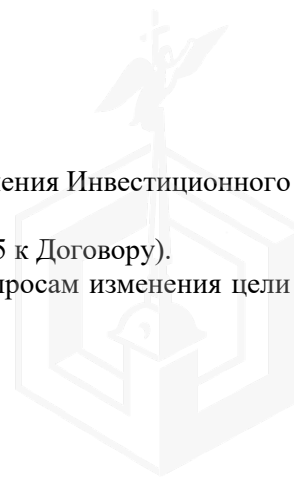 ения Инвестиционного
5 к Договору).
просам изменения цели